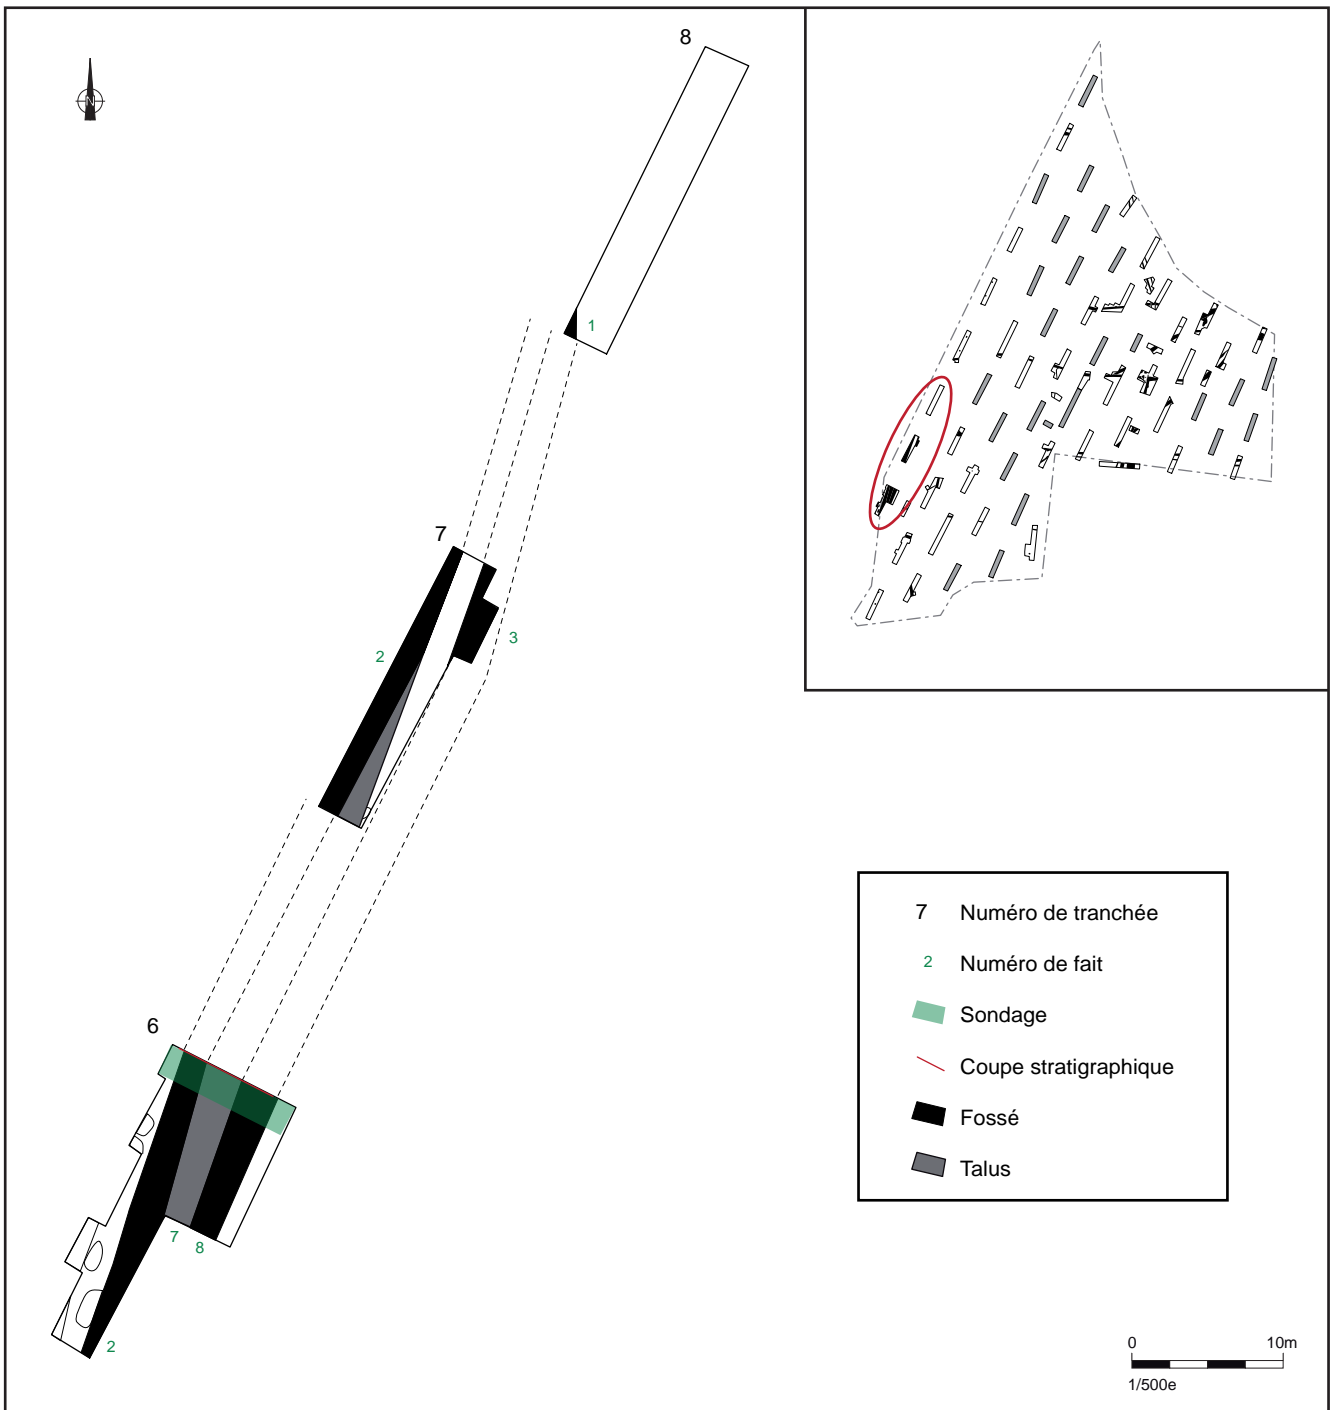 8
N
1
7
2
3
6
7
8
2
7 Numéro de tranchée
2 Numéro de fait
Sondage
Coupe stratigraphique
Fossé
Talus
0 10m
1/500e